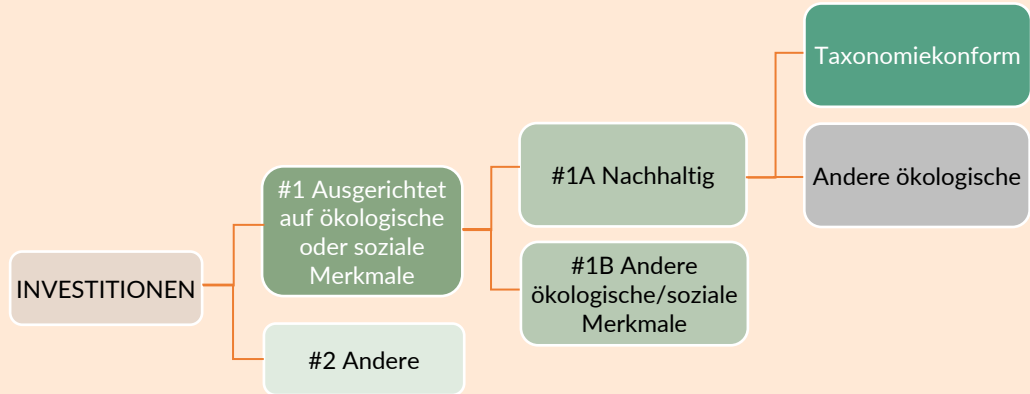 INVESTITIONEN
#1 Ausgerichtet
auf ökologische
oder soziale
Merkmale
#2 Andere
#1A Nachhaltig
#1B Andere
ökologische/soziale
Merkmale
Taxonomiekonform
Andere ökologische